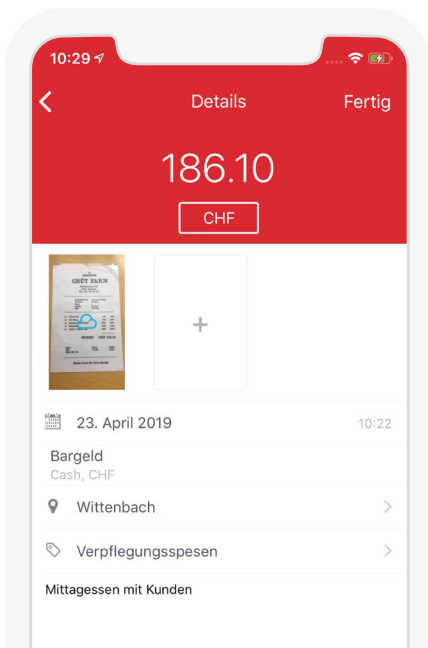 10:29
Details
Fertig
186.10
CHF
GRÜT FARM
+
23. April 2019
10:22
Bargeld
Cash, CHF
Wittenbach
Verpflegungsspesen
Mittagessen mit Kunden